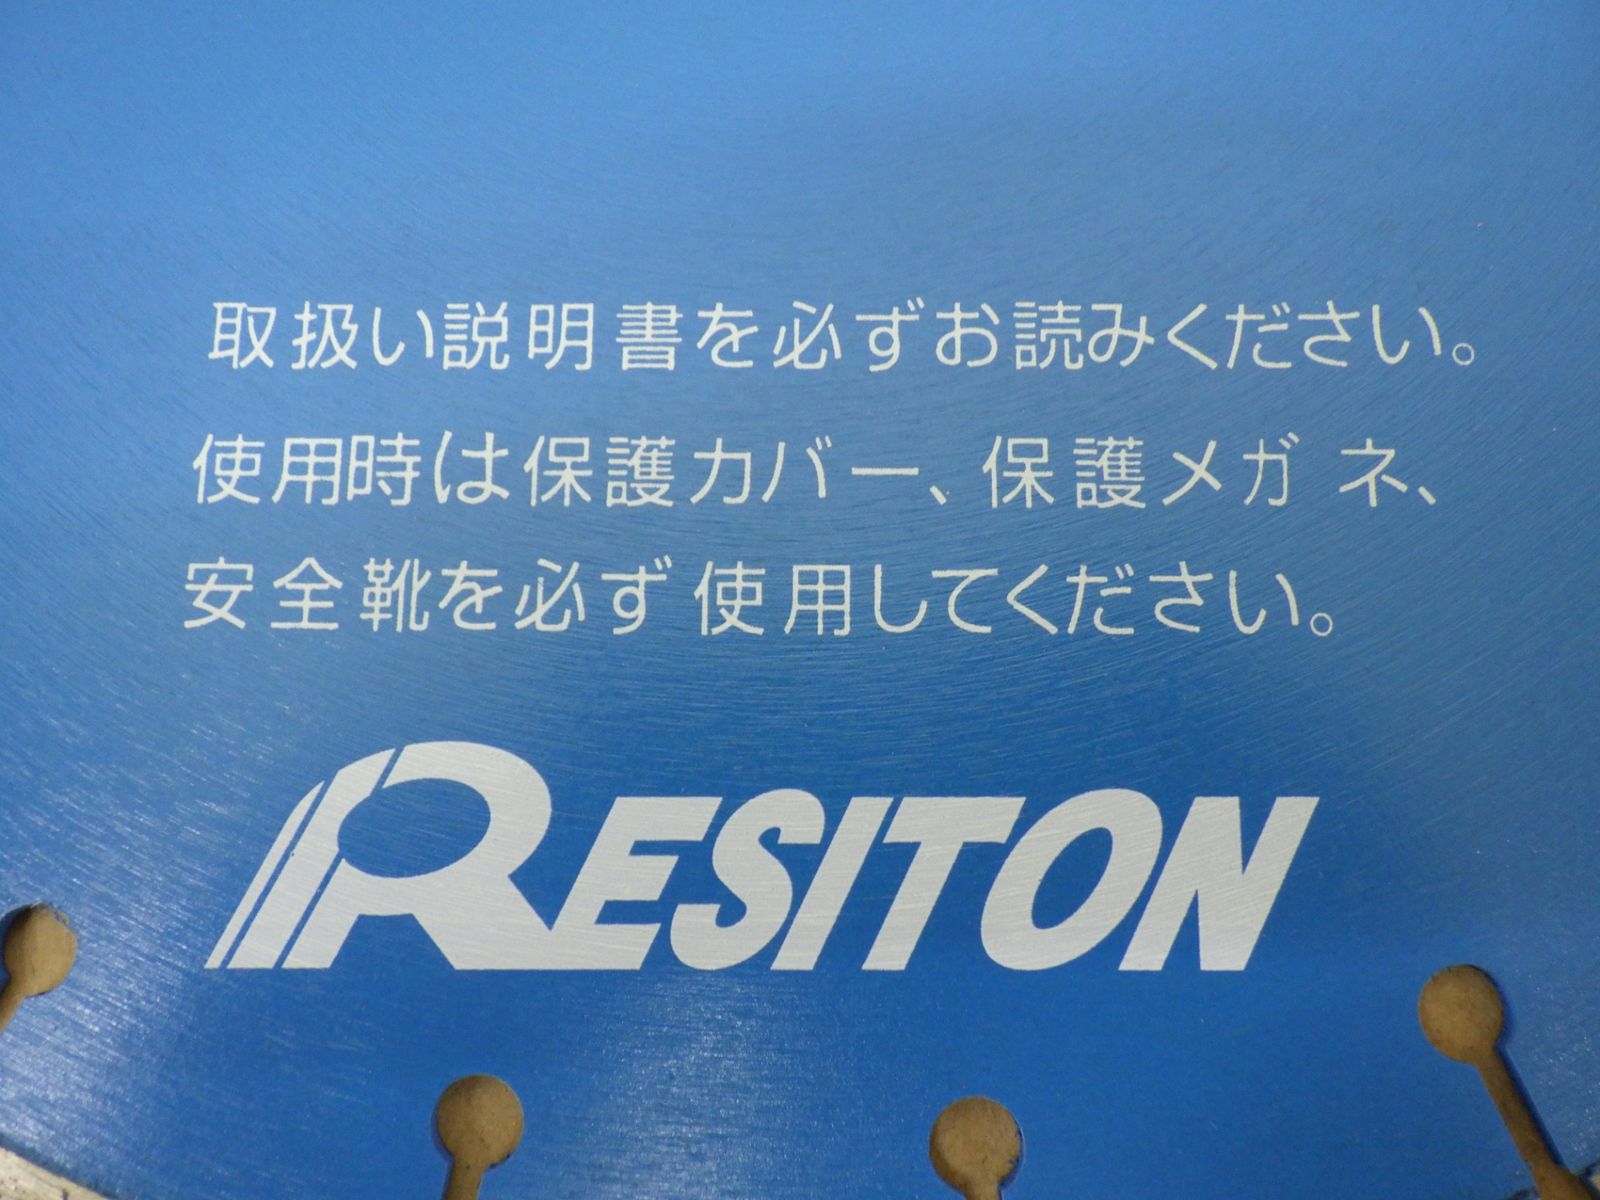 取扱い説明書を必ずお読みください。
使用時は保護カバー、保護メガネ、
安全靴を必ず使用してください。
RESITON